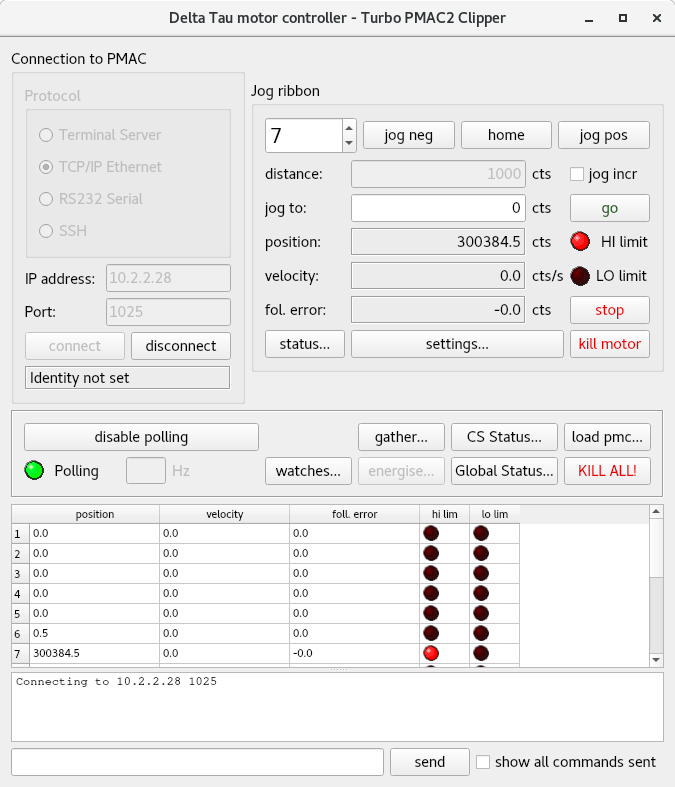 Delta Tau motor controller - Turbo PMAC2 Clipper
Connection to PMAC
Protocol
Terminal Server
TCP/IP Ethernet
RS232 Serial
SSH
IP address: 10.2.2.28
Port: 1025
connect disconnect
Identity not set
Jog ribbon
7 jog neg home jog pos
distance: 1000 cts jog incr
jog to: 0 cts go
position: 300384.5 cts HI limit
velocity: 0.0 cts/s LO limit
fol. error: -0.0 cts stop
status... settings... kill motor
disable polling gather... CS Status... load pmc...
Polling Hz watches... energise... Global Status... KILL ALL!
position velocity foll. error hi lim lo lim
1 0.0 0.0 0.0
2 0.0 0.0 0.0
3 0.0 0.0 0.0
4 0.0 0.0 0.0
5 0.0 0.0 0.0
6 0.5 0.0 0.0
7 300384.5 0.0 -0.0
Connecting to 10.2.2.28 1025
send show all commands sent